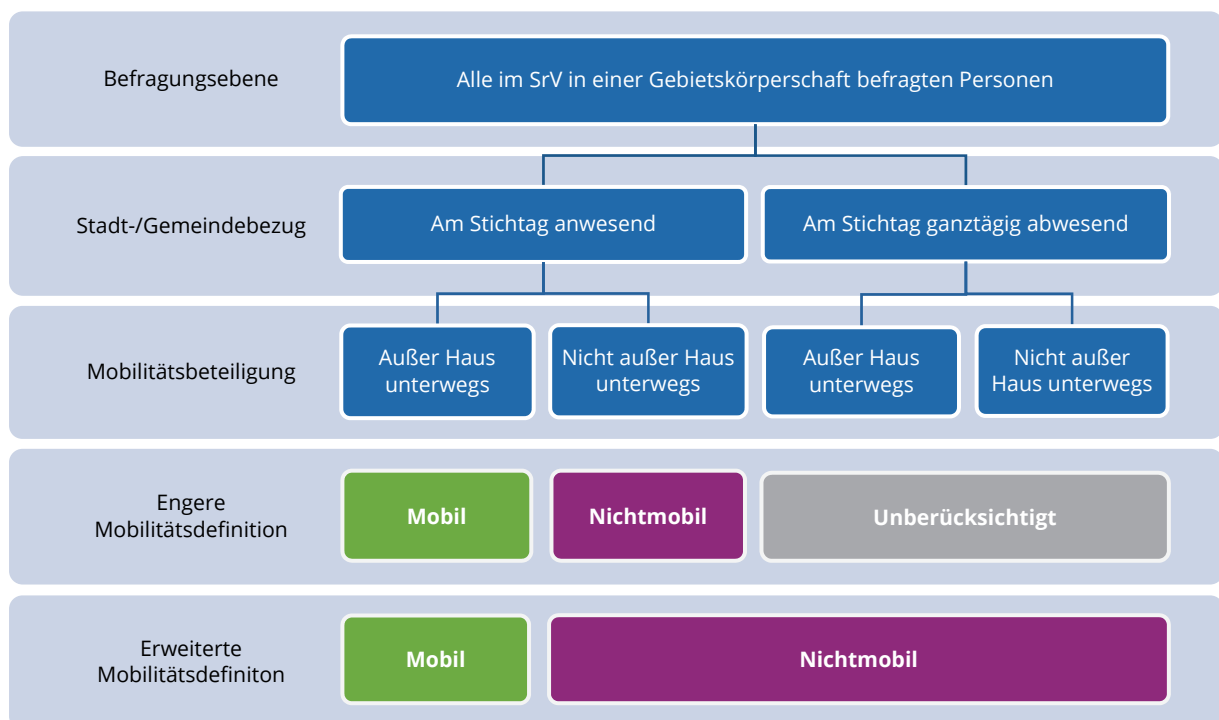 Befragungsebene
Alle im SrV in einer Gebietskörperschaft befragten Personen
Stadt-/Gemeindebezug
Am Stichtag anwesend
Am Stichtag ganztägig abwesend
Mobilitätsbeteiligung
Außer Haus
unterwegs
Nicht außer Haus
unterwegs
Außer Haus
unterwegs
Nicht außer
Haus unterwegs
Engere
Mobilitätsdefinition
Mobil
Nichtmobil
Unberücksichtigt
Erweiterte
Mobilitätsdefiniton
Mobil
Nichtmobil